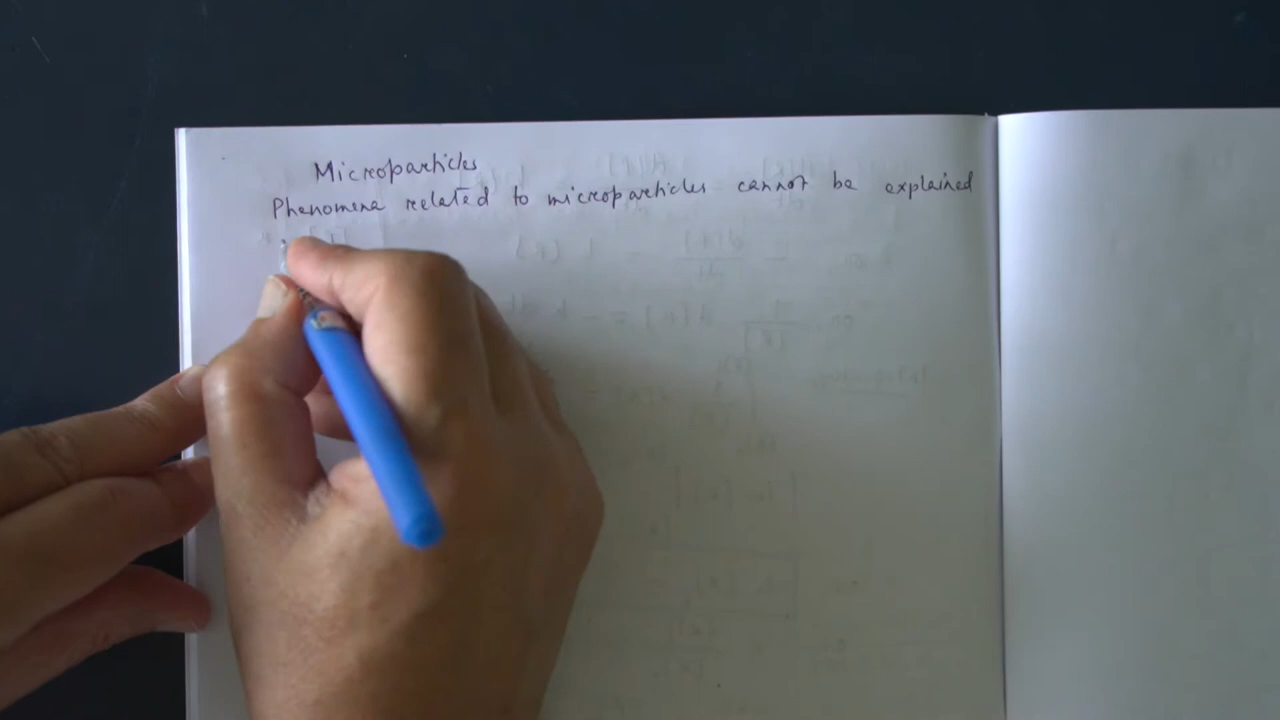 Microparticles
Phenomena related to microparticles cannot be explained